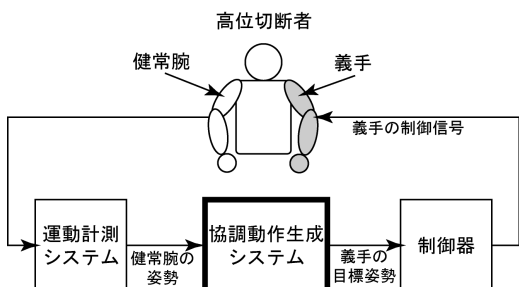 高位切断者
健常腕
義手
義手の制御信号
運動計測
システム
健常腕の
姿勢
協調動作生成
システム
義手の
目標姿勢
制御器